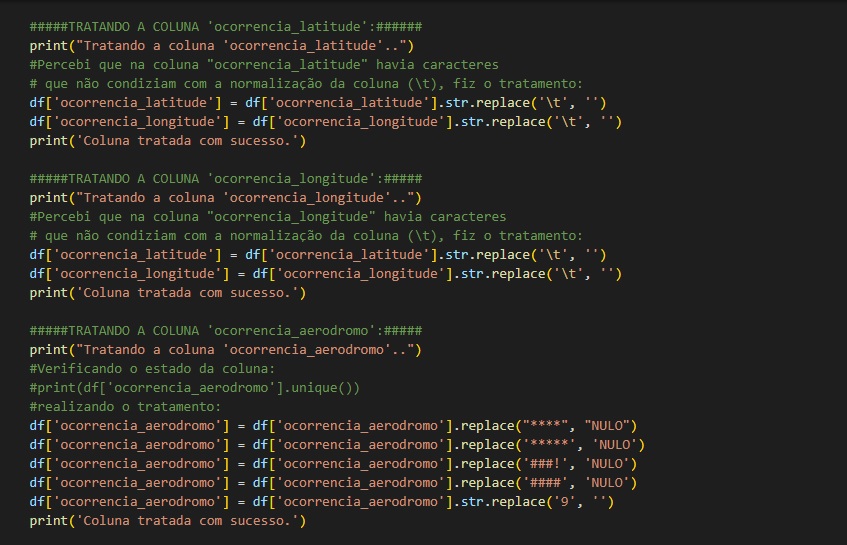 #####TRATANDO A COLUNA 'ocorrencia_latitude':######
print("Tratando a coluna 'ocorrencia_latitude'..")
#Percebi que na coluna "ocorrencia_latitude" havia caracteres
# que não condiziam com a normalização da coluna (\t), fiz o tratamento:
df['ocorrencia_latitude'] = df['ocorrencia_latitude'].str.replace('\t', '')
df['ocorrencia_longitude'] = df['ocorrencia_longitude'].str.replace('\t', '')
print('Coluna tratada com sucesso.')
#####TRATANDO A COLUNA 'ocorrencia_longitude':#####
print("Tratando a coluna 'ocorrencia_longitude'..")
#Percebi que na coluna "ocorrencia_longitude" havia caracteres
# que não condiziam com a normalização da coluna (\t), fiz o tratamento:
df['ocorrencia_latitude'] = df['ocorrencia_latitude'].str.replace('\t', '')
df['ocorrencia_longitude'] = df['ocorrencia_longitude'].str.replace('\t', '')
print('Coluna tratada com sucesso.')
#####TRATANDO A COLUNA 'ocorrencia_aerodromo':#####
print("Tratando a coluna 'ocorrencia_aerodromo'..")
#Verificando o estado da coluna:
#print(df['ocorrencia_aerodromo'].unique())
#realizando o tratamento:
df['ocorrencia_aerodromo'] = df['ocorrencia_aerodromo'].replace("****", "NULO")
df['ocorrencia_aerodromo'] = df['ocorrencia_aerodromo'].replace('*****', 'NULO')
df['ocorrencia_aerodromo'] = df['ocorrencia_aerodromo'].replace('###!', 'NULO')
df['ocorrencia_aerodromo'] = df['ocorrencia_aerodromo'].replace('####', 'NULO')
df['ocorrencia_aerodromo'] = df['ocorrencia_aerodromo'].str.replace('9', '')
print('Coluna tratada com sucesso.')